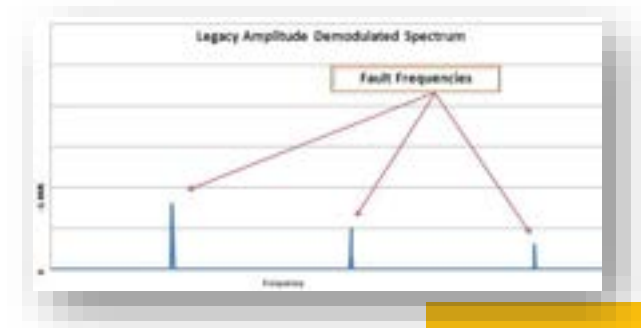 Legacy Amplitude Demodulated Spectrum
Fault Frequencies
Frequency